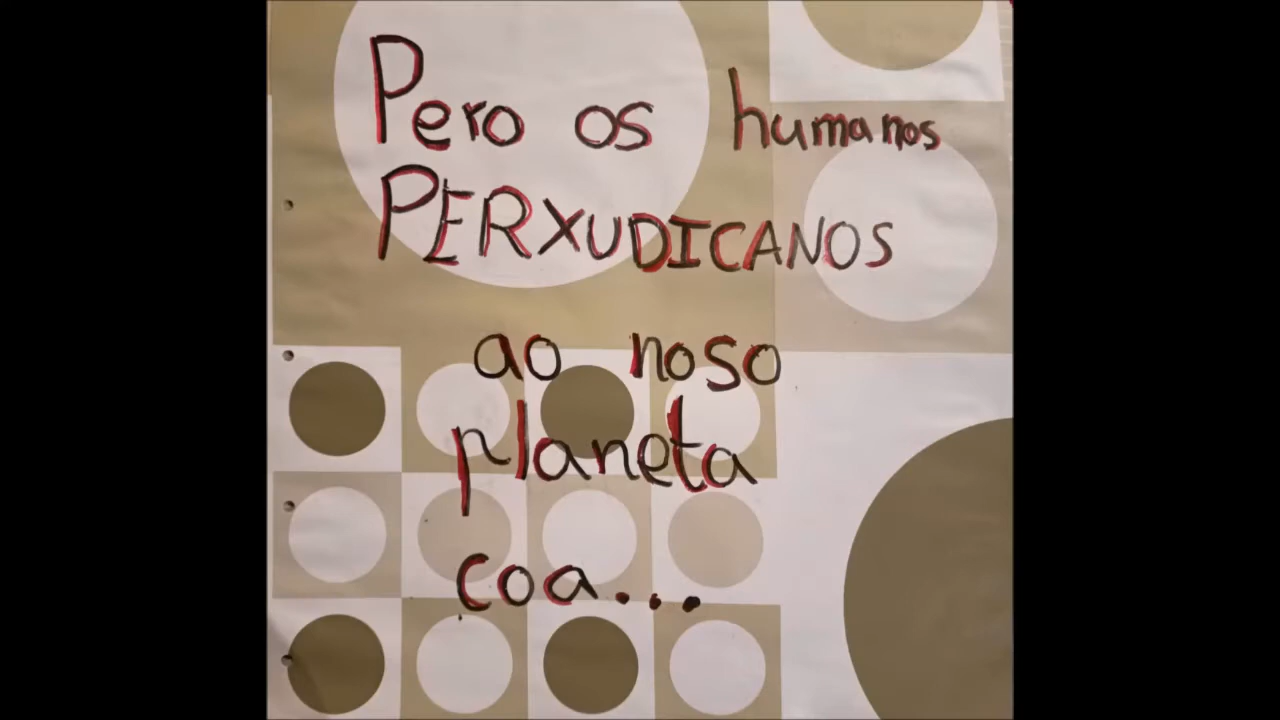 Pero os humanos
PERXUDICANOS
ao noso
planeta
coa...